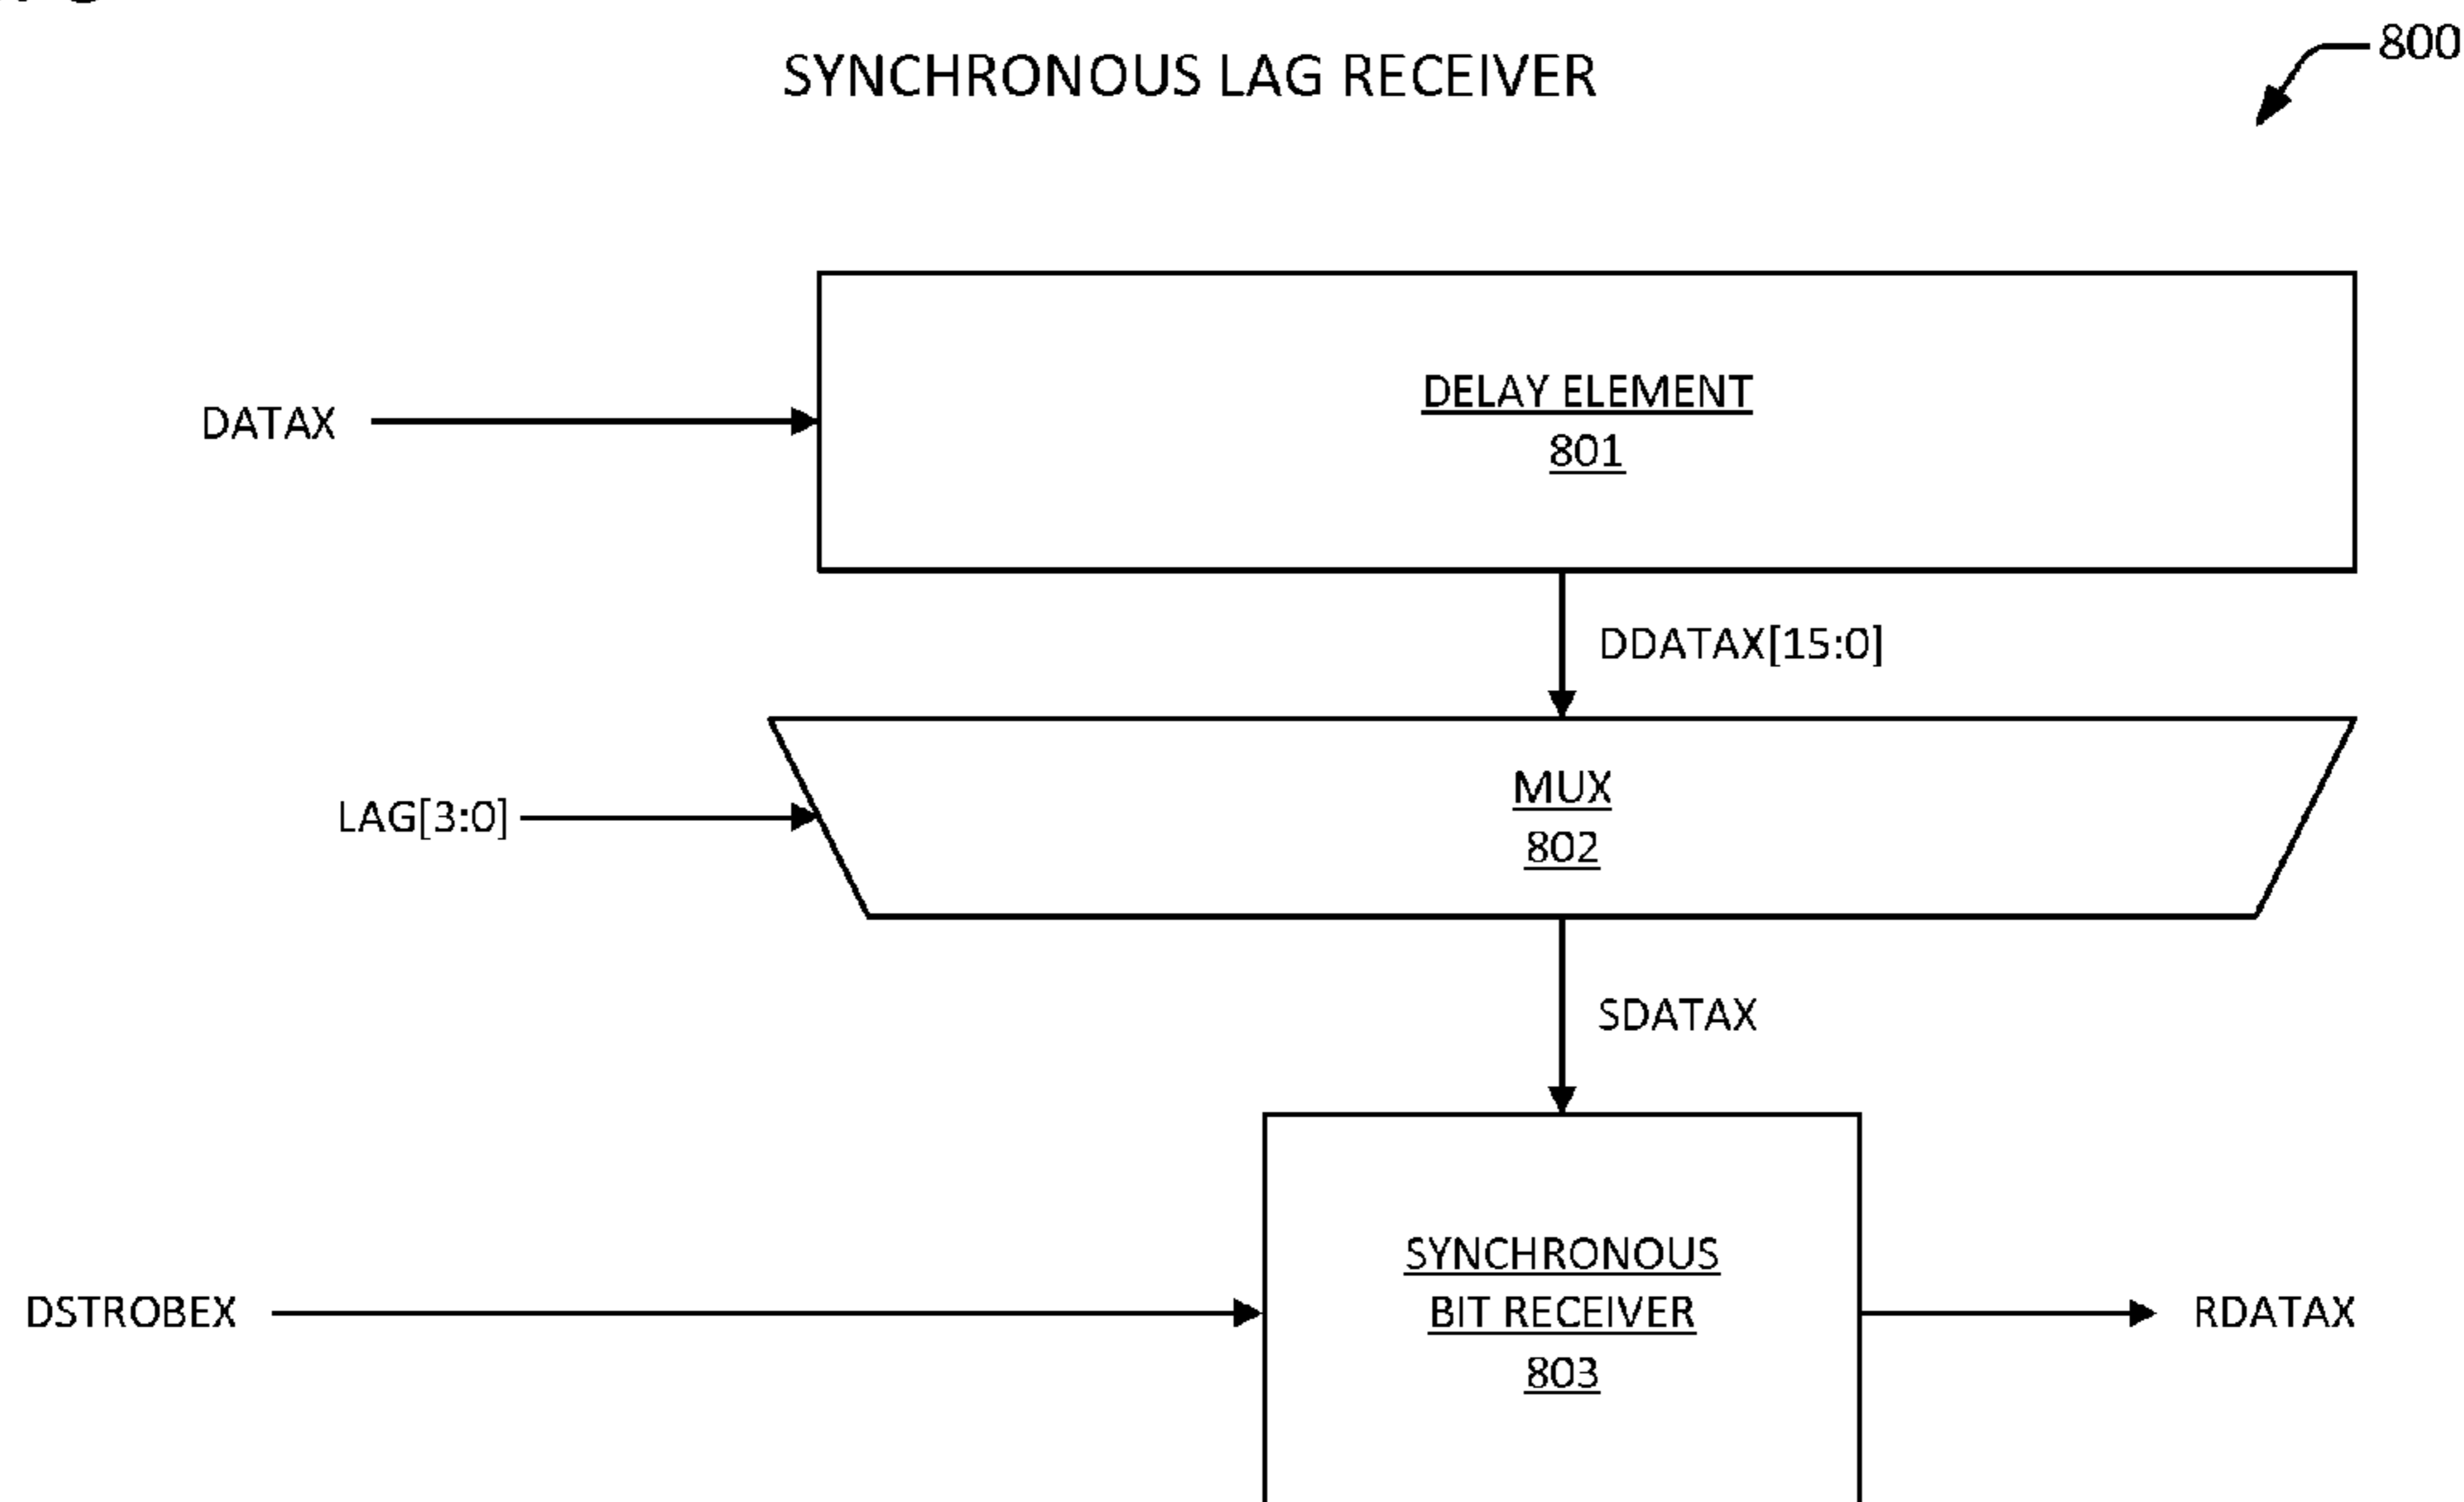 800
SYNCHRONOUS LAG RECEIVER
DELAY ELEMENT
801
DATAX
DDATAX[15:0]
MUX
802
LAG[3:0]
SDATAX
SYNCHRONOUS
BIT RECEIVER
803
DSTROBEX
RDATAX